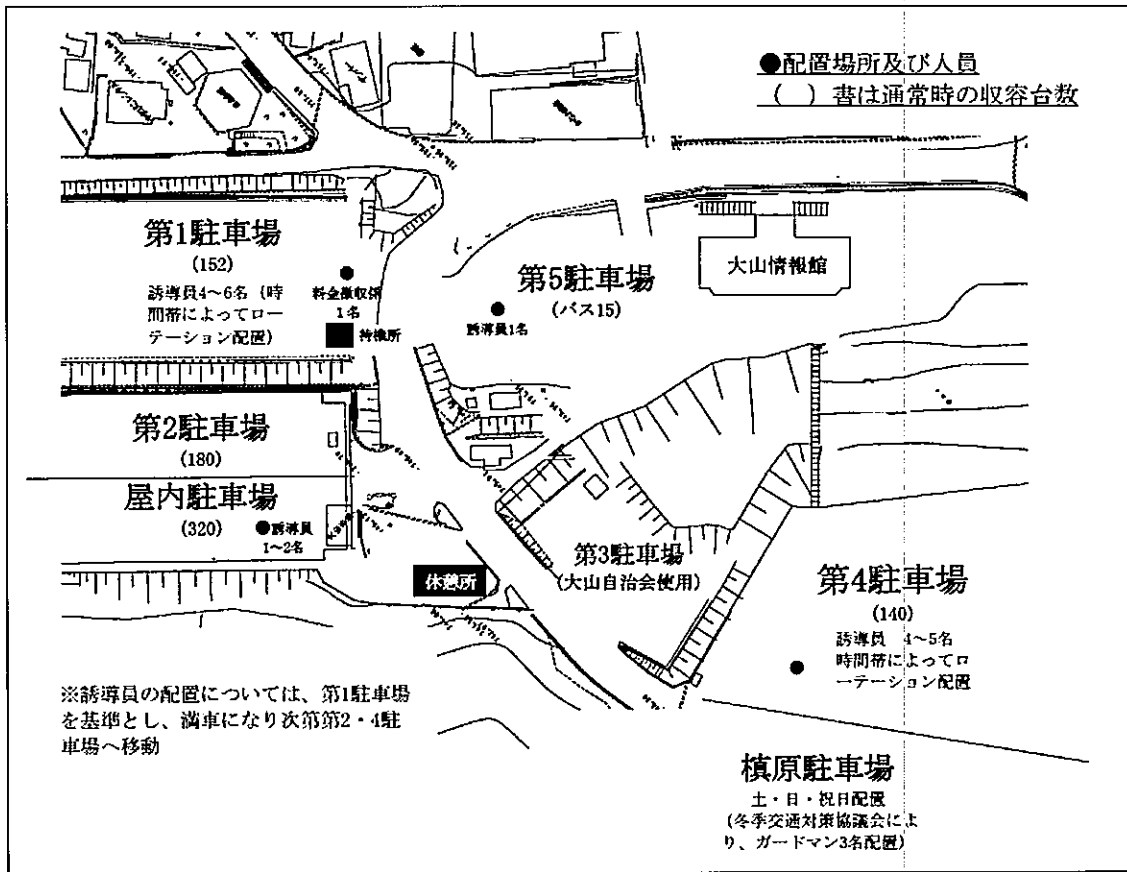 ●配置場所及び人員
( ) 書は通常時の収容台数
第1駐車場
(152)
誘導員4〜6名 (時
間帯によってロー
テーション配置)
●
料金徴収係
1名
待機所
第5駐車場
(バス15)
●
誘導員1名
大山情報館
第2駐車場
(180)
屋内駐車場
(320)
●誘導員
1〜2名
休憩所
第3駐車場
(大山自治会使用)
第4駐車場
(140)
誘導員 4〜5名
時間帯によってロ
ーテーション配置
●
※誘導員の配置については、第1駐車場
を基準とし、満車になり次第第2・4駐
車場へ移動
槙原駐車場
土・日・祝日配置
(冬季交通対策協議会によ
り、ガードマン3名配置)